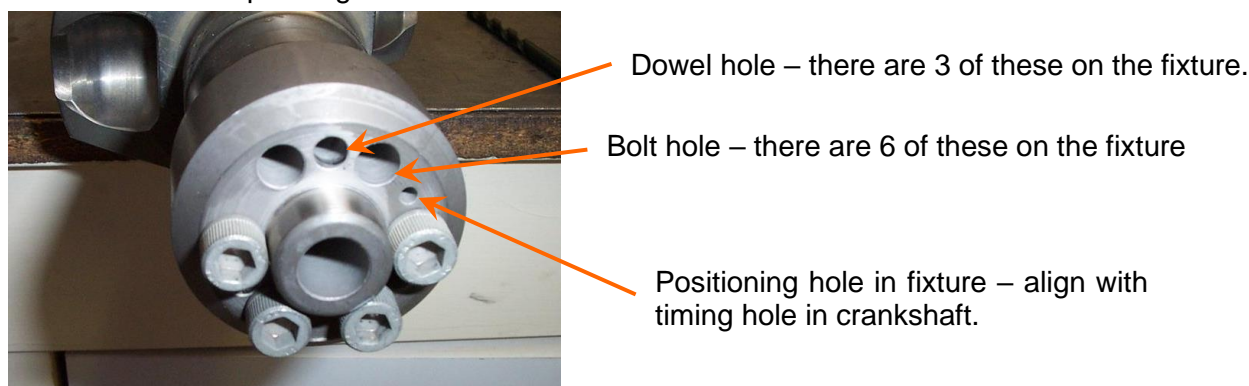 Dowel hole – there are 3 of these on the fixture.
Bolt hole – there are 6 of these on the fixture
Positioning hole in fixture – align with
timing hole in crankshaft.